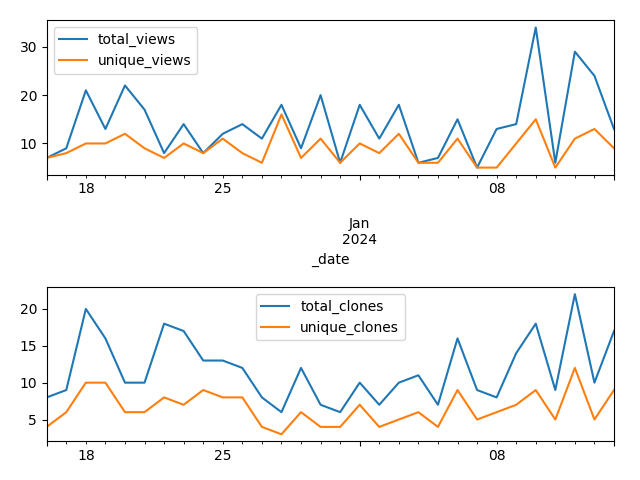 total_views
unique_views
30
20
10
18 25 08
Jan
2024
_date
total_clones
unique_clones
20
15
10
5
18 25 08